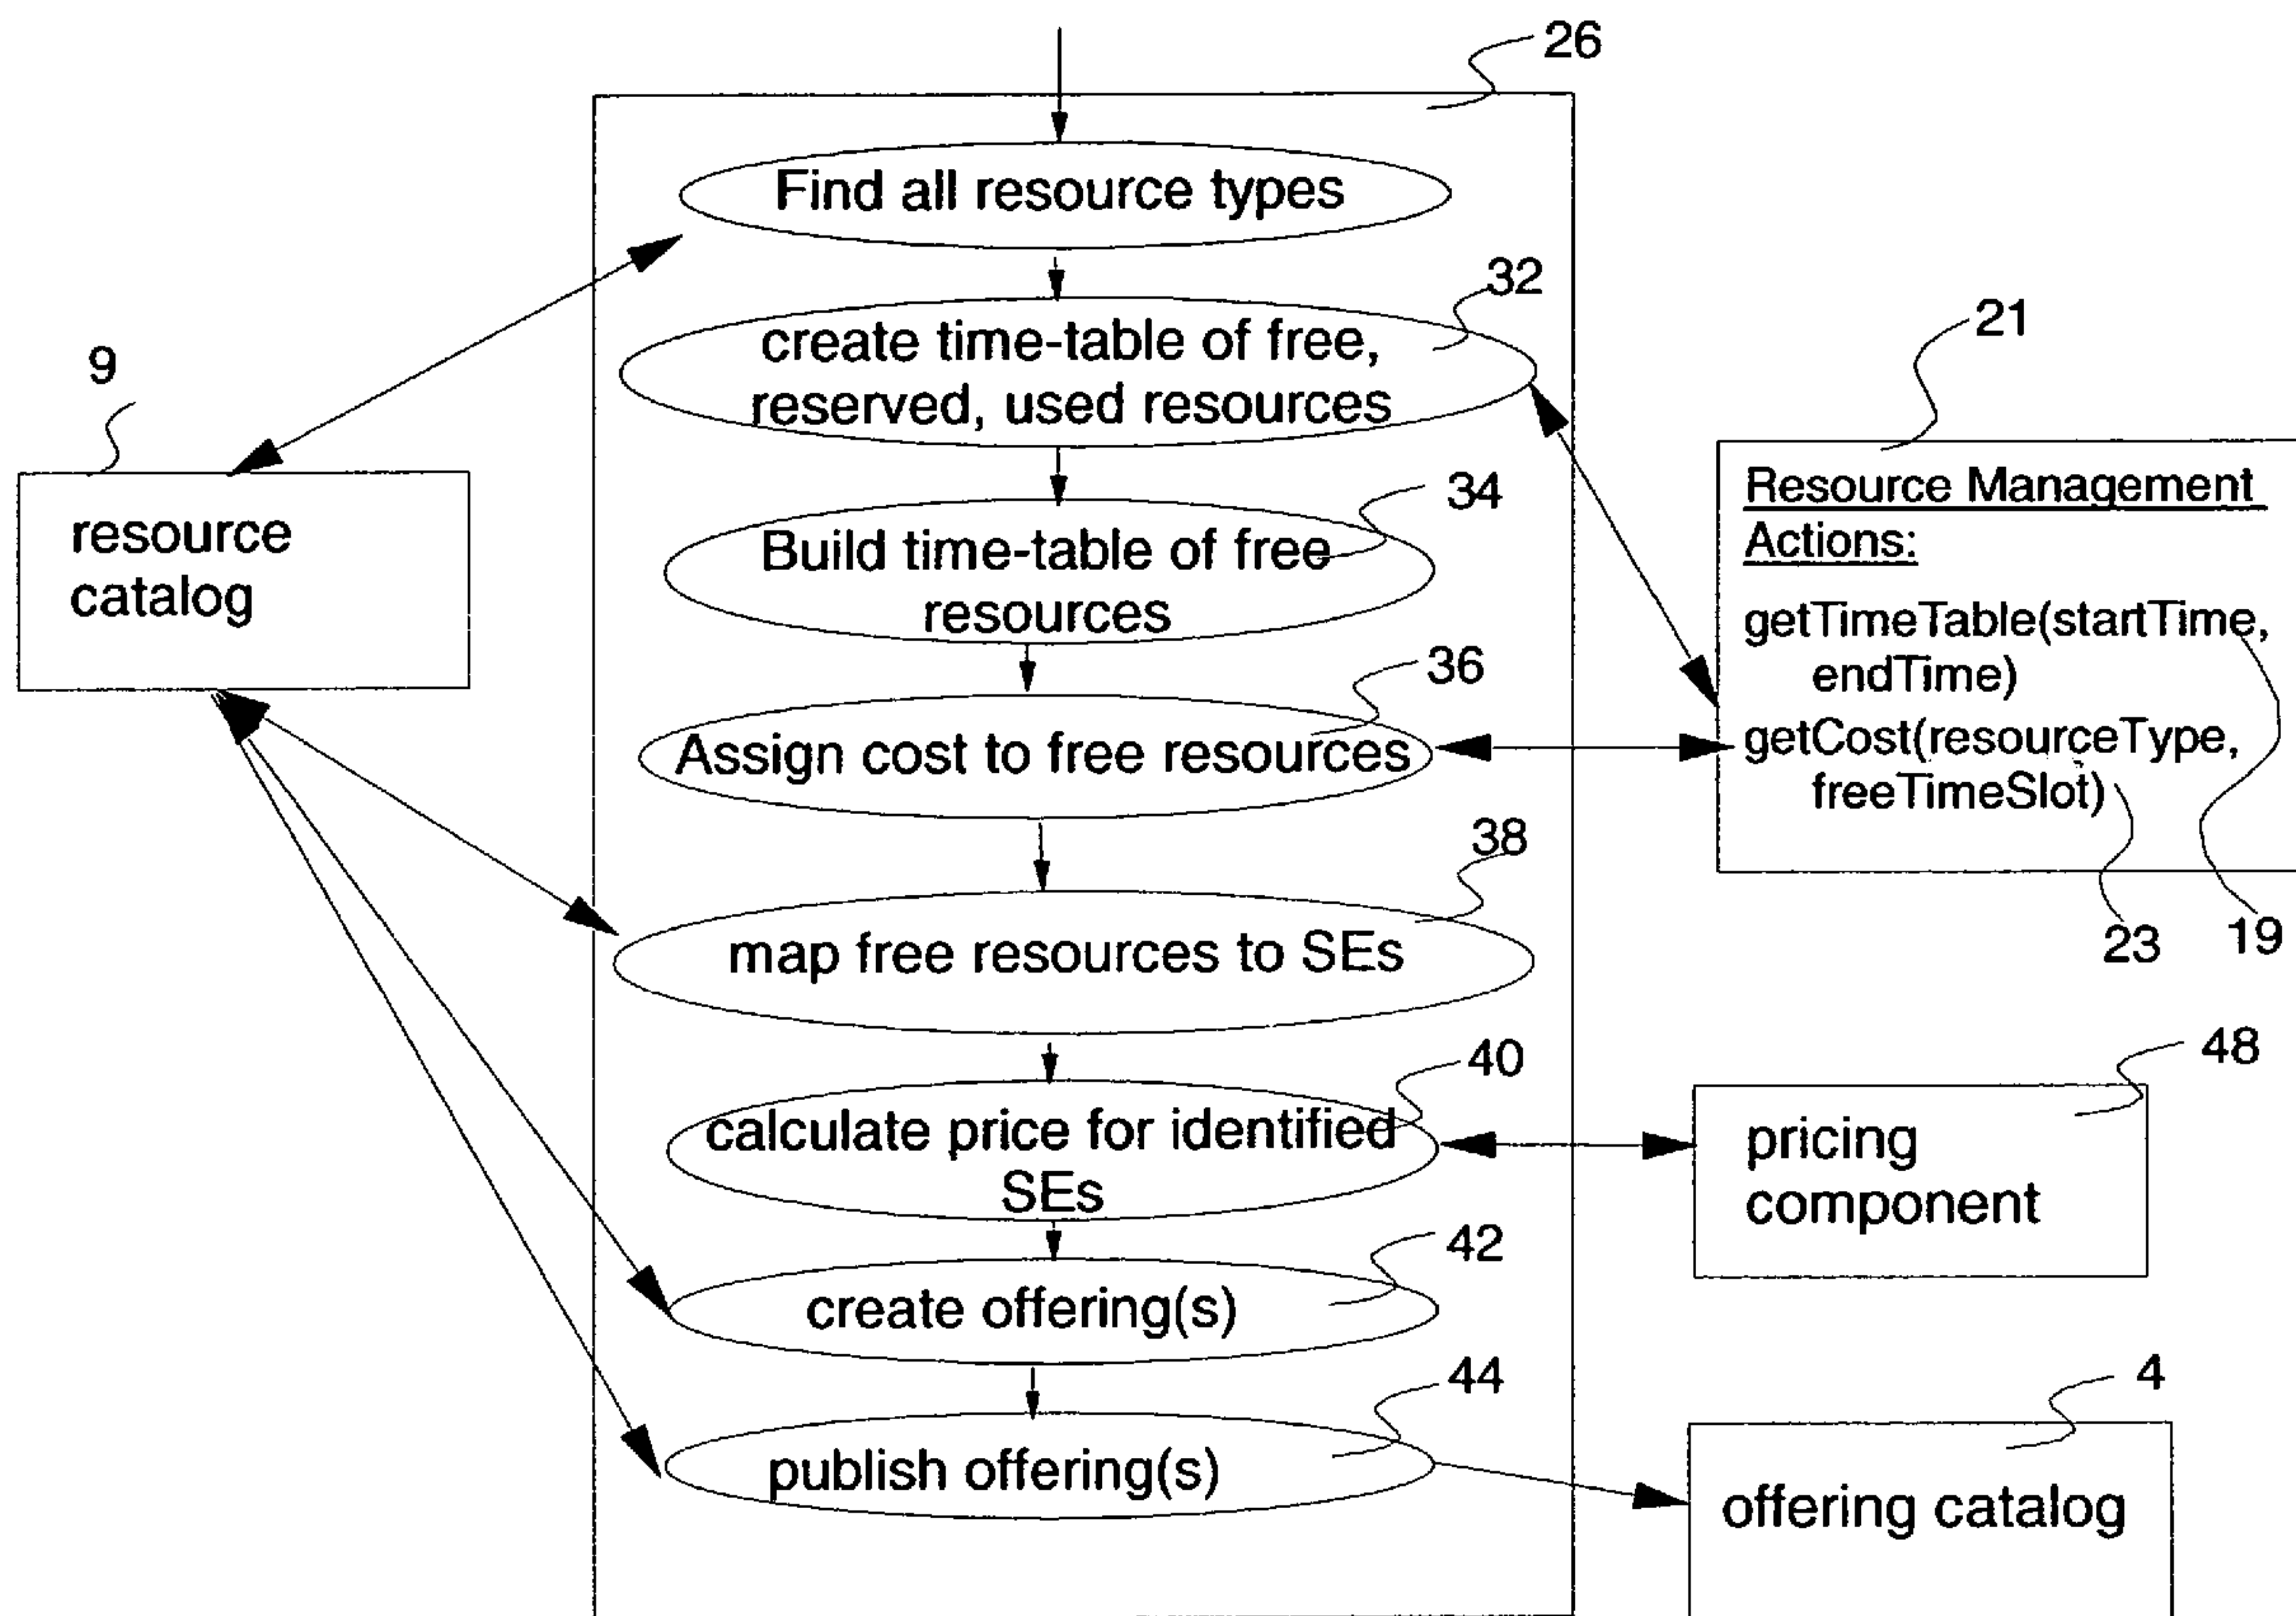 26
Find all resource types
32
create time-table of free,
reserved, used resources
9
21
resource
catalog
34
Build time-table of free
resources
Resource Management
Actions:
getTimeTable(startTime,
endTime)
getCost(resourceType,
freeTimeSlot)
36
Assign cost to free resources
38
map free resources to SEs
23
19
40
calculate price for identified
SEs
48
pricing
component
42
create offering(s)
44
publish offering(s)
4
offering catalog